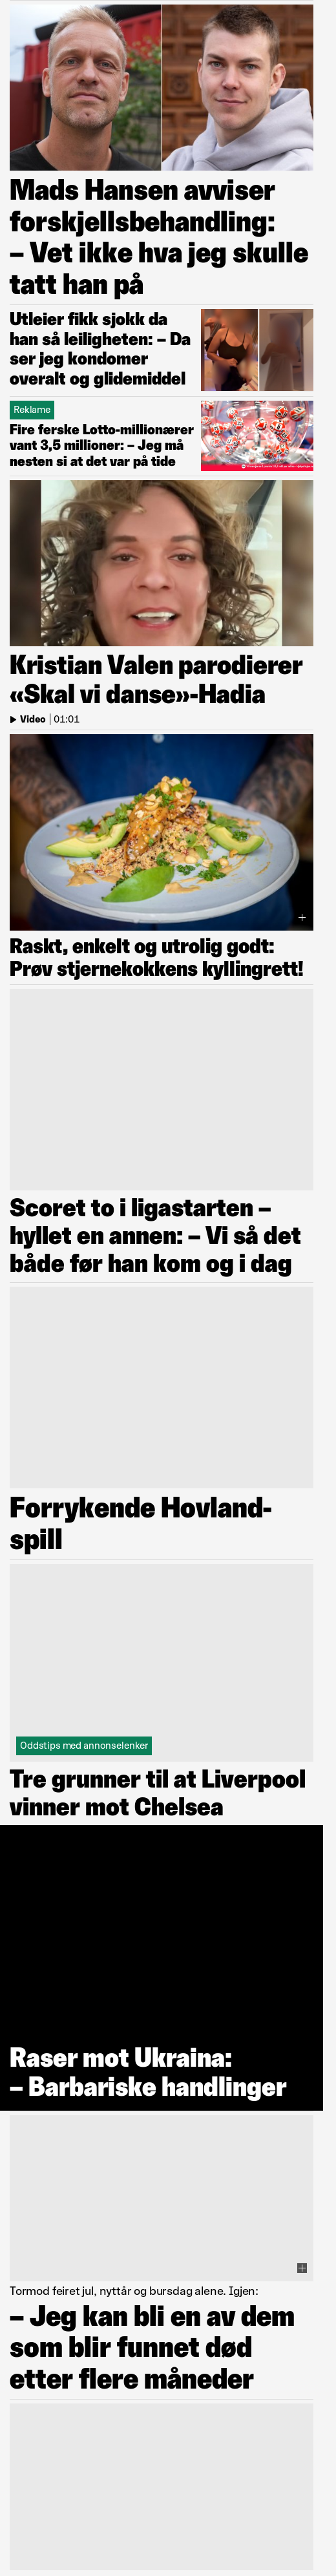 Mads Hansen avviser
forskjellsbehandling:
– Vet ikke hva jeg skulle
tatt han på
Utleier fikk sjokk da
han så leiligheten: – Da
ser jeg kondomer
overalt og glidemiddel
Reklame
Fire ferske Lotto-millionærer
vant 3,5 millioner: – Jeg må
nesten si at det var på tide
Kristian Valen parodierer
«Skal vi danse»-Hadia
Video | 01:01
Raskt, enkelt og utrolig godt:
Prøv stjernekokkens kyllingrett!
Scoret to i ligastarten –
hyllet en annen: – Vi så det
både før han kom og i dag
Forrykende Hovland-
spill
Oddstips med annonselenker
Tre grunner til at Liverpool
vinner mot Chelsea
Raser mot Ukraina:
– Barbariske handlinger
Tormod feiret jul, nyttår og bursdag alene. Igjen:
– Jeg kan bli en av dem
som blir funnet død
etter flere måneder